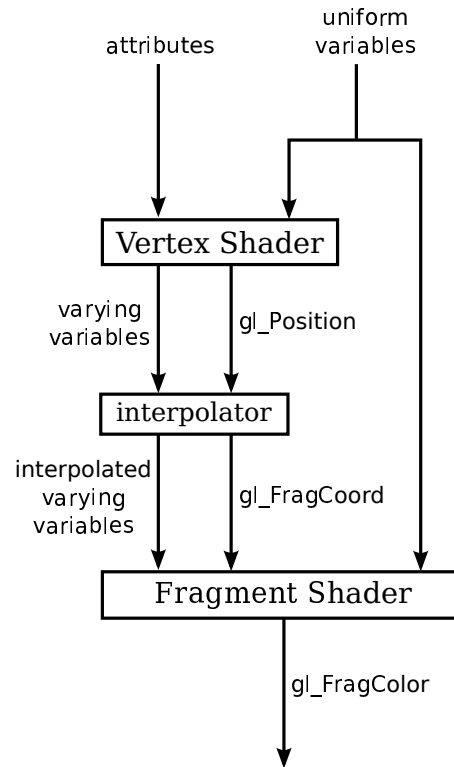 uniform
variables
attributes
Vertex Shader
varying
variables
gl_Position
interpolator
interpolated
varying
variables
gl_FragCoord
Fragment Shader
gl_FragColor